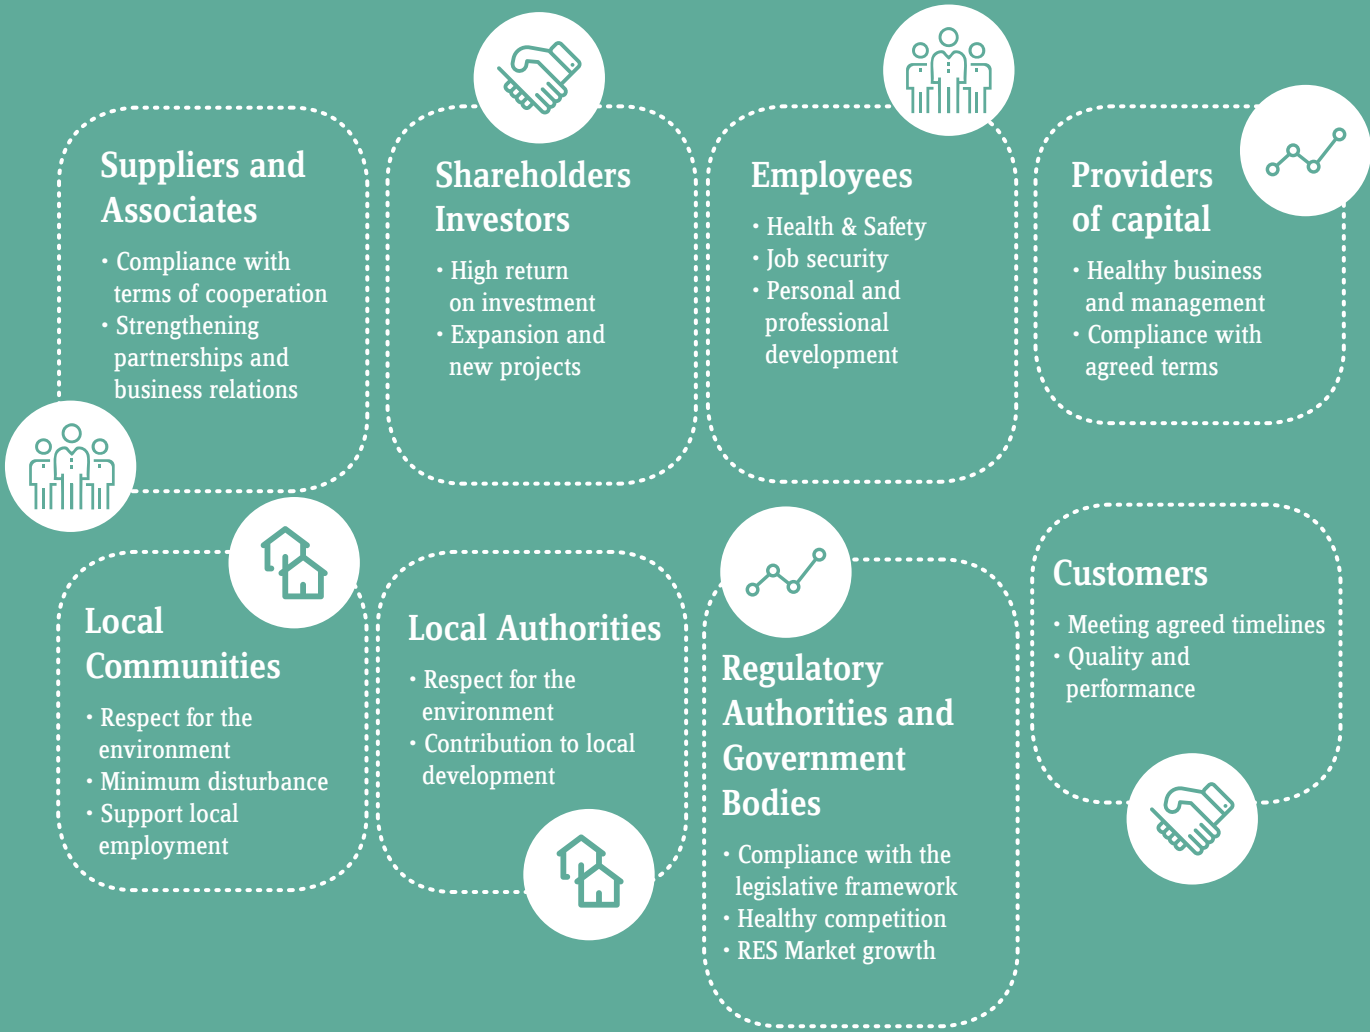 Suppliers and
Associates
· Compliance with
terms of cooperation
· Strengthening
partnerships and
business relations
Shareholders
Investors
· High return
on investment
· Expansion and
new projects
Employees
· Health & Safety
· Job security
· Personal and
professional
development
Providers
of capital
· Healthy business
and management
· Compliance with
agreed terms
Local
Communities
· Respect for the
environment
· Minimum disturbance
· Support local
employment
Local Authorities
· Respect for the
environment
· Contribution to local
development
Regulatory
Authorities and
Government
Bodies
· Compliance with the
legislative framework
· Healthy competition
· RES Market growth
Customers
· Meeting agreed timelines
· Quality and
performance